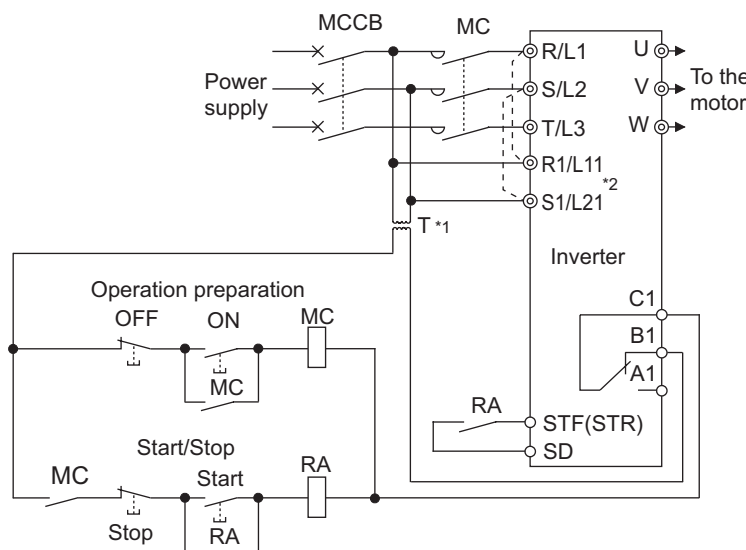 MCCB
MC
Power
supply
R/L1
S/L2
T/L3
R1/L11
S1/L21
*2
U
V
W
To the
motor
T *1
Inverter
Operation preparation
OFF
ON
MC
MC
C1
B1
A1
RA
STF(STR)
SD
Start/Stop
MC
Start
RA
Stop
RA